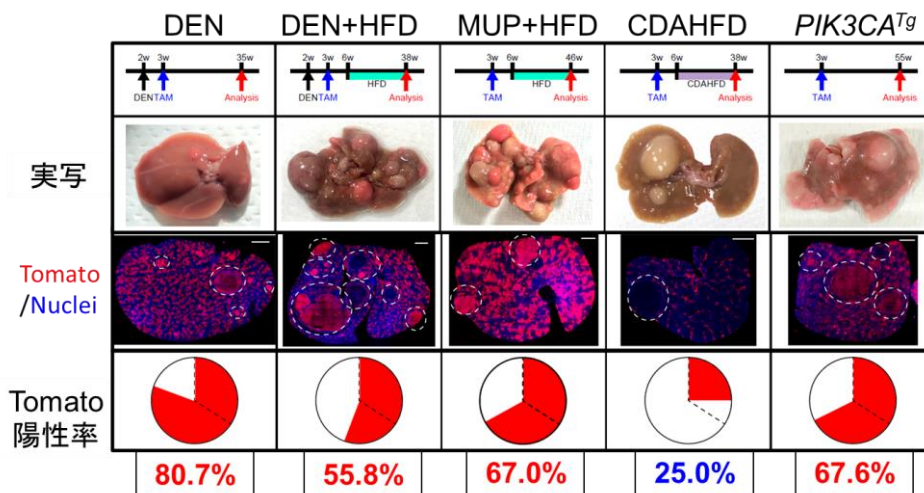 DEN DEN+HFD MUP+HFD CDAHFD PIK3CATg
2w 3w 35w 2w 3w 6w 38w 3w 6w 46w 3w 6w 38w 3w 55w
HFD HFD CDAHFD
DEN TAM Analysis DEN TAM Analysis TAM Analysis TAM Analysis TAM Analysis
実写
Tomato
/Nuclei
Tomato
陽性率
80.7% 55.8% 67.0% 25.0% 67.6%